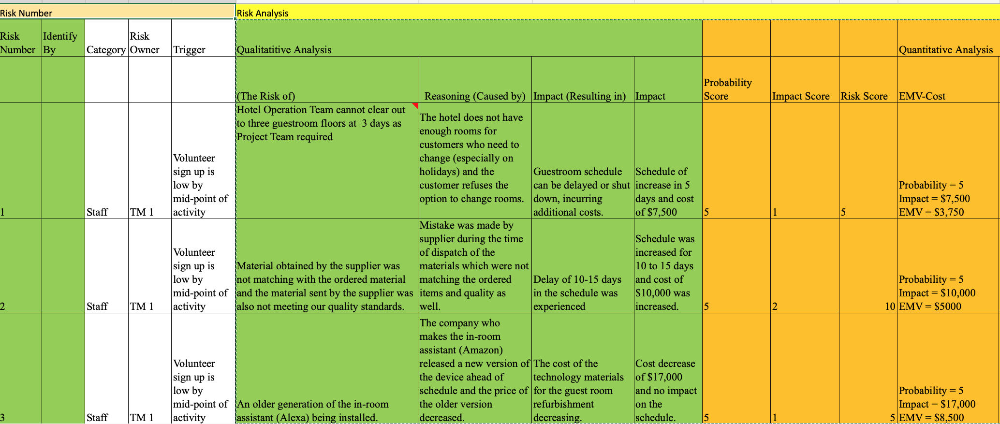 Risk Number
Risk Analysis
Risk
Number
Identify
By
Category
Risk
Owner
Trigger
Qualitatitive Analysis
Quantitative Analysis
(The Risk of)
Reasoning (Caused by)
Impact (Resulting in)
Impact
Probability
Score
Impact Score
Risk Score
EMV-Cost
1
Staff
TM 1
Volunteer
sign up is
low by
mid-point of
activity
Hotel Operation Team cannot clear out
to three guestroom floors at  3 days as
Project Team required
The hotel does not have
enough rooms for
customers who need to
change (especially on
holidays) and the
customer refuses the
option to change rooms.
Guestroom schedule
can be delayed or shut
down, incurring
additional costs.
Schedule of
increase in 5
days and cost
of $7,500
5
1
5
Probability = 5
Impact = $7,500
EMV = $3,750
2
Staff
TM 1
Volunteer
sign up is
low by
mid-point of
activity
Material obtained by the supplier was
not matching with the ordered material
and the material sent by the supplier was
also not meeting our quality standards.
Mistake was made by
supplier during the time
of dispatch of the
materials which were not
matching the ordered
items and quality as
well.
Delay of 10-15 days
in the schedule was
experienced
Schedule was
increased for
10 to 15 days
and cost of
$10,000 was
increased.
5
2
10
Probability = 5
Impact = $10,000
EMV = $5000
3
Staff
TM 1
Volunteer
sign up is
low by
mid-point of
activity
An older generation of the in-room
assistant (Alexa) being installed.
The company who
makes the in-room
assistant (Amazon)
released a new version of
the device ahead of
schedule and the price of
the older version
decreased.
The cost of the
technology materials
for the guest room
refurbishment
decreasing.
Cost decrease
of $17,000
and no impact
on the
schedule.
5
1
5
Probability = 5
Impact = $17,000
EMV = $8,500